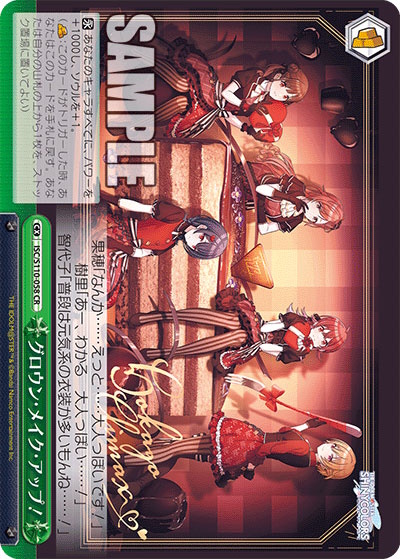 SAMPLE
【永】 あなたのキャラすべてに、パワーを
+1000し、ソウルを+1。
(:このカードがトリガーした時、あ
なたはこのカードを手札に戻す。あな
たは自分の山札の上から1枚を、ストッ
ク置場に置いてよい)
果穂「なんか……えっと……大人っぽいです!」
樹里「あー、わかる。大人っぽい……!」
智代子「普段は元気系の衣装が多いもんね……!」
Hokago
Climax
CX
ISC/S110-058 CR
グロウン・メイク・アップ!
THE IDOLM@STER™& ©Bandai Namco Entertainment Inc.
SHINYCOLORS